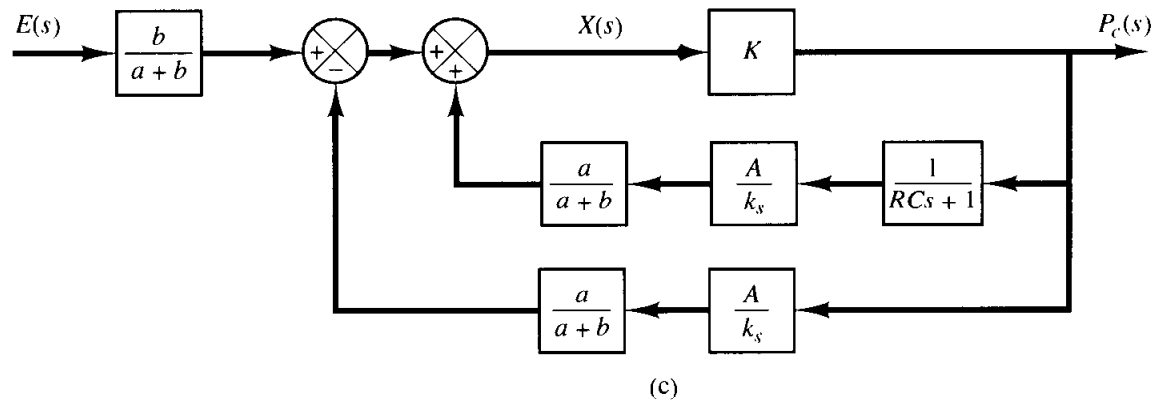 E(s)
b
a + b
+
−
+
+
X(s)
K
P_c(s)
a
a + b
A
k_s
1
RCs + 1
a
a + b
A
k_s
(c)